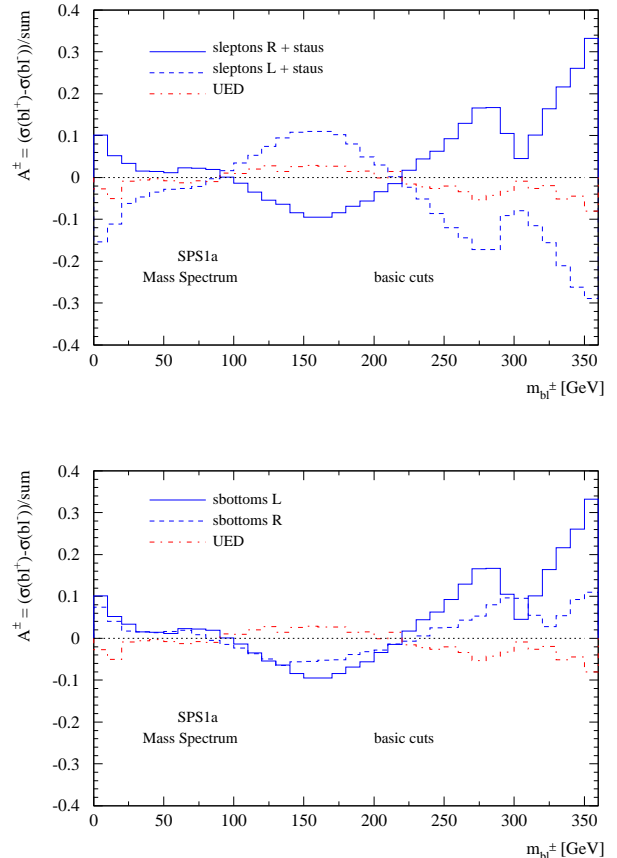 A± = (σ(bl+)-σ(bl-))/sum
0.4
0.3
0.2
0.1
0
-0.1
-0.2
-0.3
-0.4
sleptons R + staus
sleptons L + staus
UED
SPS1a
Mass Spectrum
basic cuts
0 50 100 150 200 250 300 350
m_bl± [GeV]
A± = (σ(bl+)-σ(bl-))/sum
0.4
0.3
0.2
0.1
0
-0.1
-0.2
-0.3
-0.4
sbottoms L
sbottoms R
UED
SPS1a
Mass Spectrum
basic cuts
0 50 100 150 200 250 300 350
m_bl± [GeV]